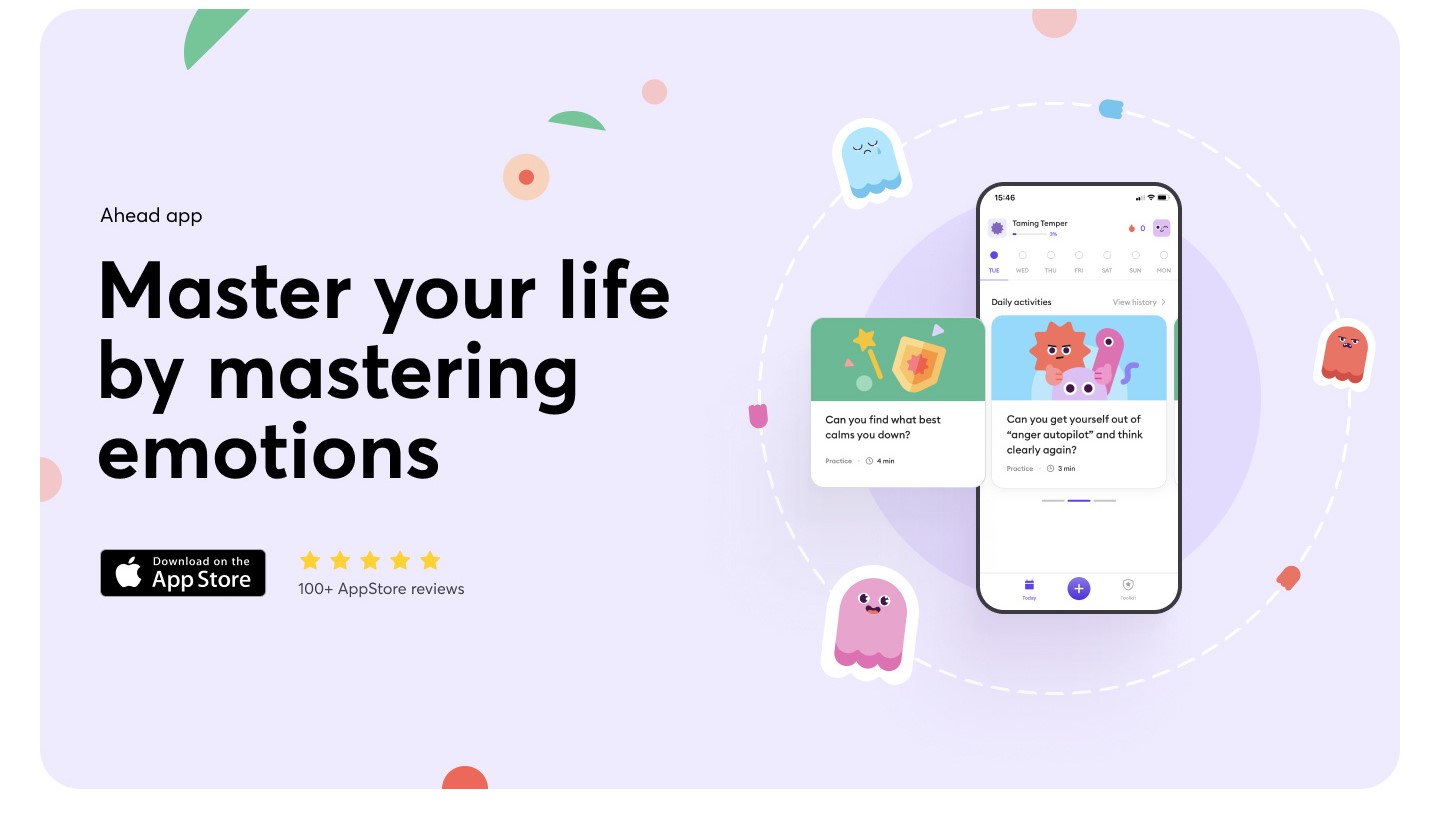 Ahead app
Master your life
by mastering
emotions
Download on the
App Store
100+ AppStore reviews
15:46
Taming Temper
3%
0
TUE WED THU FRI SAT SUN MON
Daily activities View history
Can you find what best
calms you down?
Practice · 4 min
Can you get yourself out of
“anger autopilot” and think
clearly again?
Practice · 3 min
Today Toolkit